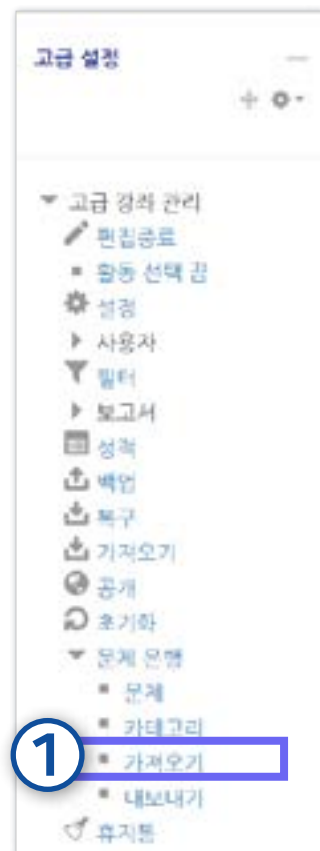 고급 설정
고급 강좌 관리
편집종료
활동 선택 끔
설정
사용자
필터
보고서
성적
백업
복구
가져오기
공개
초기화
문제 은행
문제
카테고리
1
가져오기
내보내기
휴지통